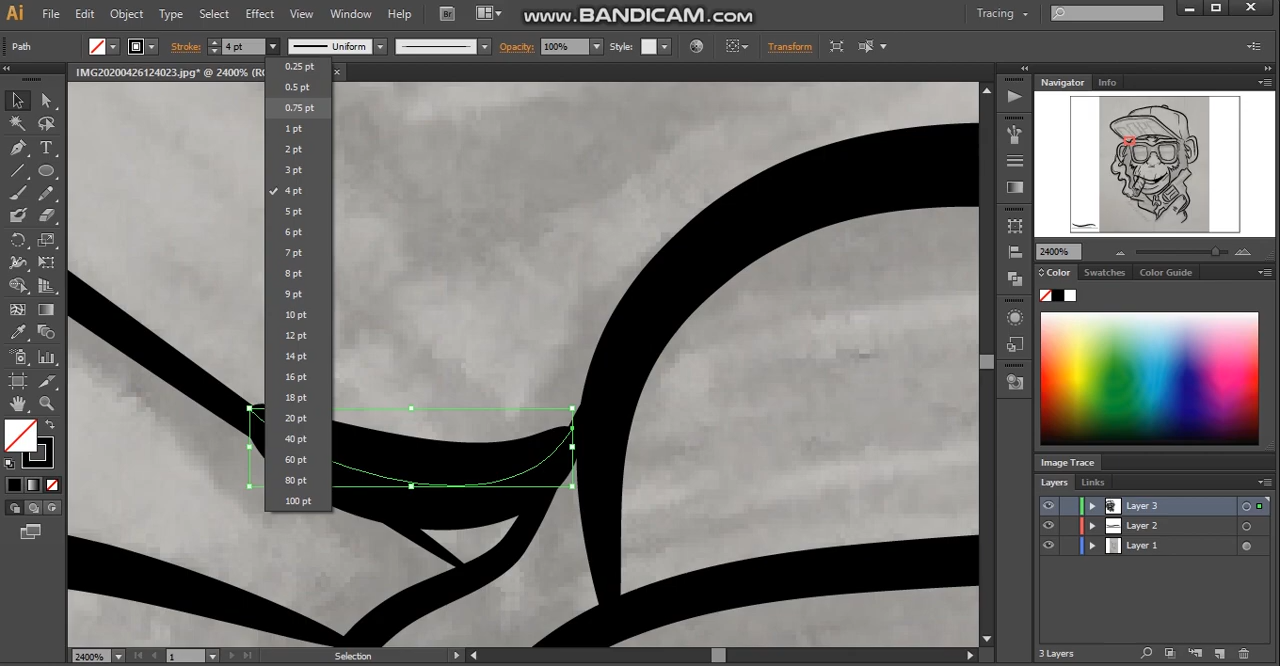 Ai File Edit Object Type Select Effect View Window Help Br www.BANDICAM.com Tracing
Path Stroke: 4 pt Uniform Opacity: 100% Style: Transform
IMG20200426124023.jpg* @ 2400% (RG
0.25 pt
0.5 pt
0.75 pt
1 pt
2 pt
3 pt
4 pt
5 pt
6 pt
7 pt
8 pt
9 pt
10 pt
12 pt
14 pt
16 pt
18 pt
20 pt
40 pt
60 pt
80 pt
100 pt
Navigator Info
2400%
Color Swatches Color Guide
Image Trace
Layers Links
Layer 3
Layer 2
Layer 1
3 Layers
2400% 1 Selection